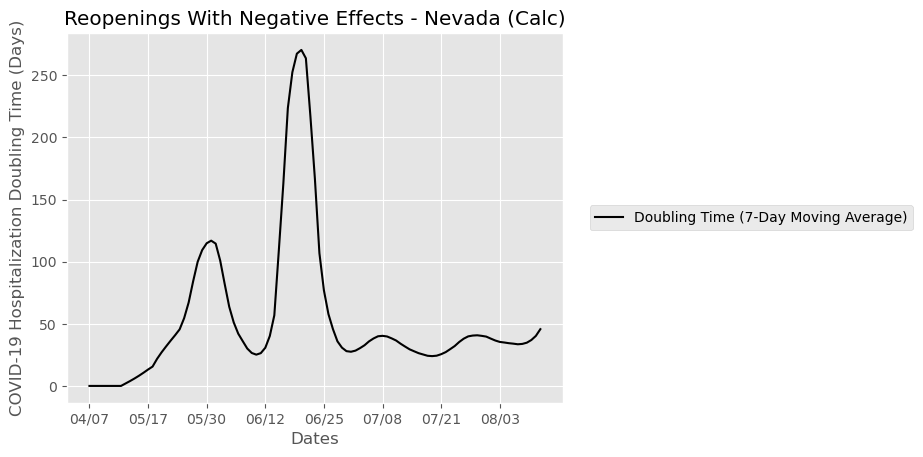 Reopenings With Negative Effects - Nevada (Calc)
COVID-19 Hospitalization Doubling Time (Days)
250
200
150
100
50
0
04/07 05/17 05/30 06/12 06/25 07/08 07/21 08/03
Dates
Doubling Time (7-Day Moving Average)